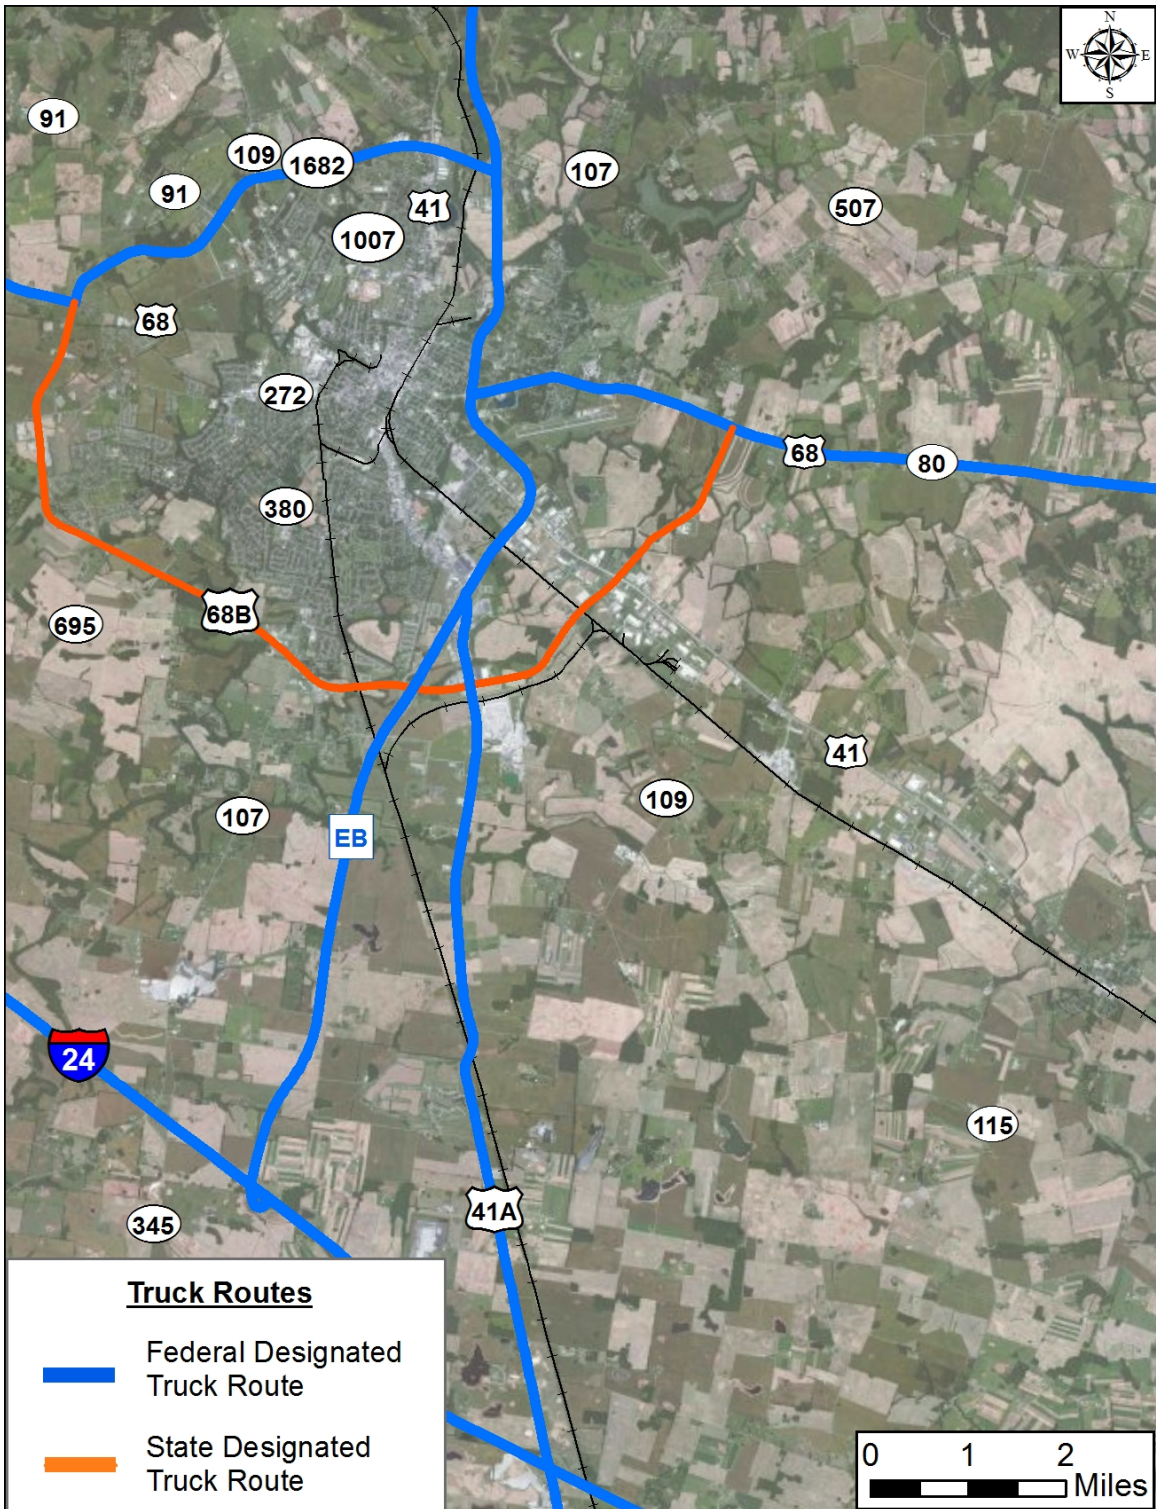 N
W E
S
91
109
1682
107
91
41
507
1007
68
272
68
80
380
68B
695
41
109
107
EB
24
115
41A
345
Truck Routes
Federal Designated
Truck Route
State Designated
Truck Route
0 1 2
Miles